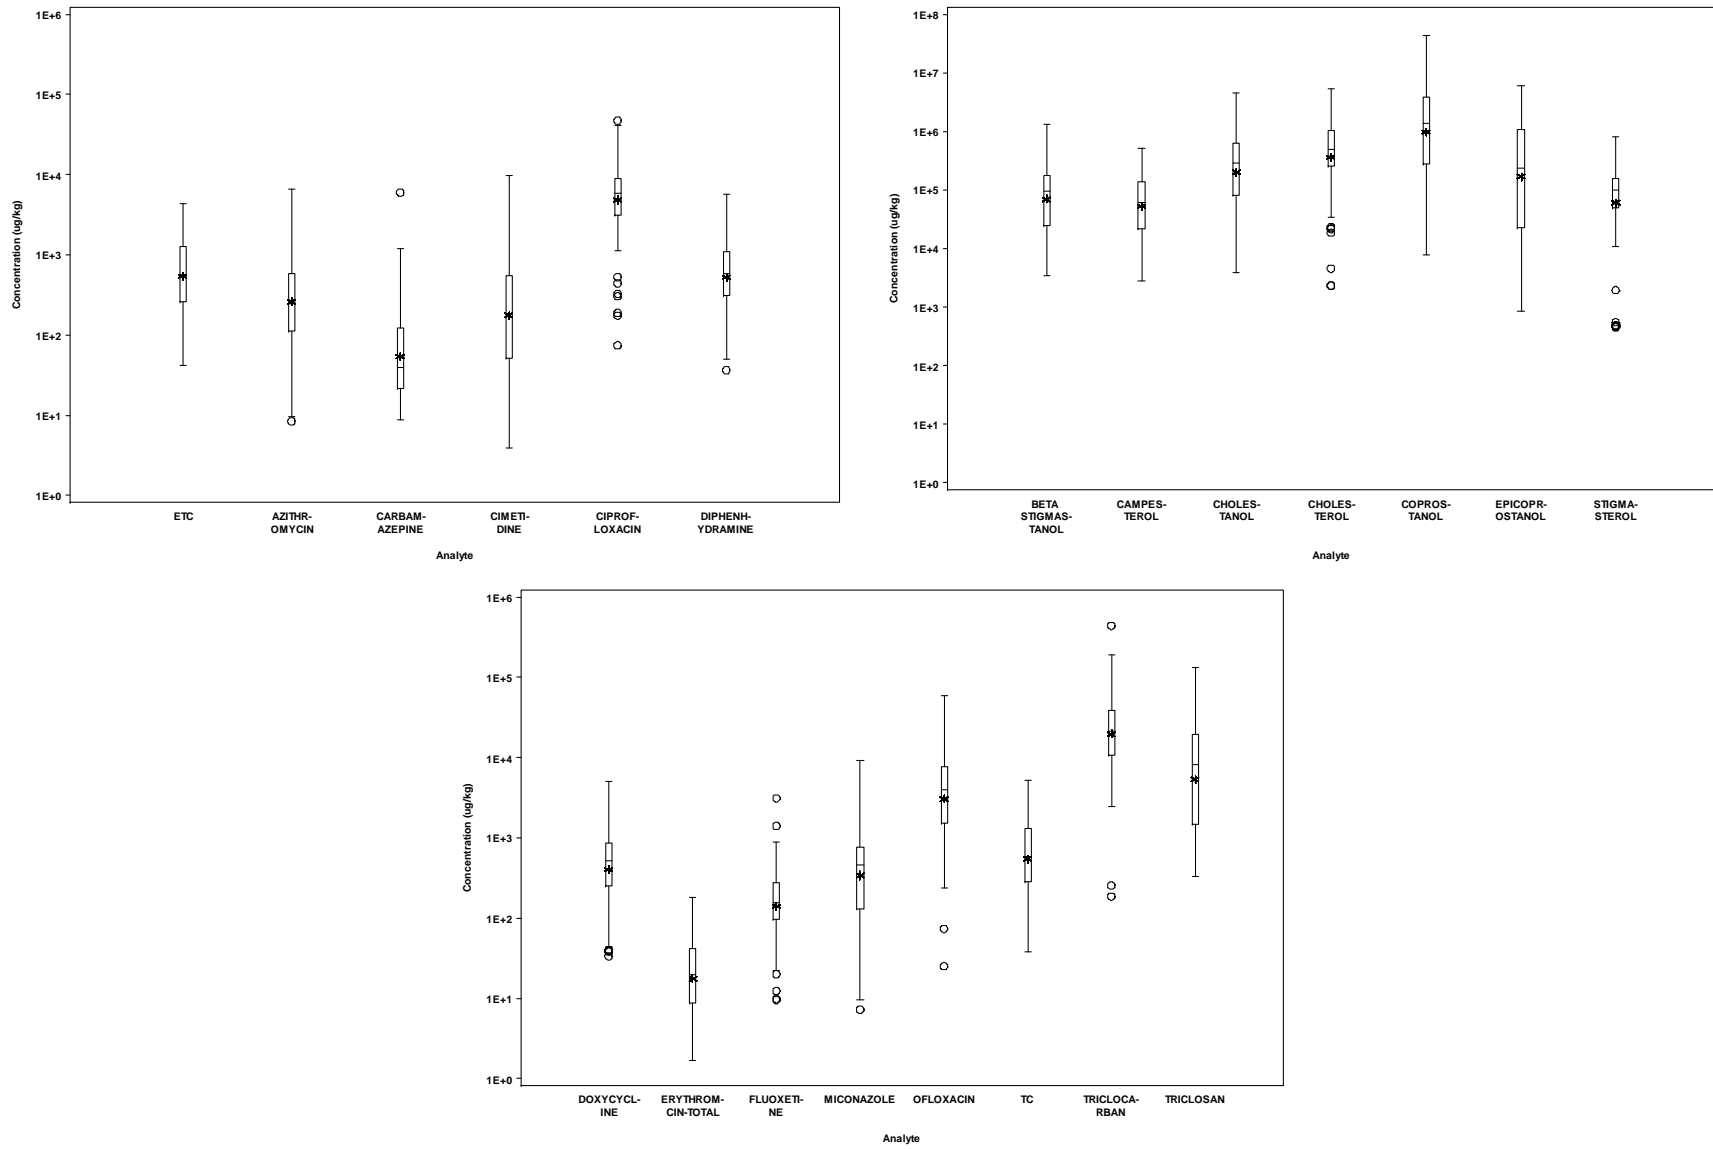 1E+6
1E+5
1E+4
1E+3
1E+2
1E+1
1E+0
Concentration (ug/kg)
ETC
AZITHR-
OMYCIN
CARBAM-
AZEPINE
CIMETI-
DINE
CIPROF-
LOXACIN
DIPHENH-
YDRAMINE
Analyte
1E+8
1E+7
1E+6
1E+5
1E+4
1E+3
1E+2
1E+1
1E+0
Concentration (ug/kg)
BETA
STIGMAS-
TANOL
CAMPES-
TEROL
CHOLES-
TANOL
CHOLES-
TEROL
COPROS-
TANOL
EPICOPR-
OSTANOL
STIGMA-
STEROL
Analyte
1E+6
1E+5
1E+4
1E+3
1E+2
1E+1
1E+0
Concentration (ug/kg)
DOXYCYCL-
INE
ERYTHROM-
CIN-TOTAL
FLUOXETI-
NE
MICONAZOLE
OFLOXACIN
TC
TRICLOCA-
RBAN
TRICLOSAN
Analyte